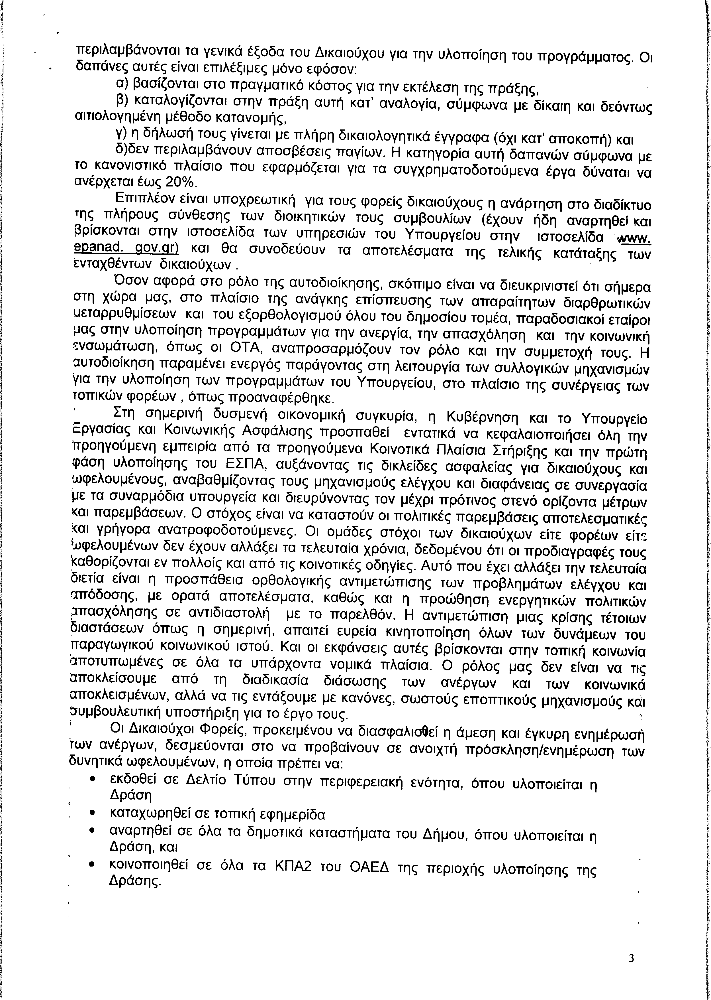 περιλαμβάνονται τα γενικά έξοδα του Δικαιούχου για την υλοποίηση του προγράμματος. Οι
δαπάνες αυτές είναι επιλέξιμες μόνο εφόσον:
α) βασίζονται στο πραγματικό κόστος για την εκτέλεση της πράξης,
β) καταλογίζονται στην πράξη αυτή κατ' αναλογία, σύμφωνα με δίκαιη και δεόντως
αιτιολογημένη μέθοδο κατανομής,
γ) η δήλωσή τους γίνεται με πλήρη δικαιολογητικά έγγραφα (όχι κατ' αποκοπή) και
δ)δεν περιλαμβάνουν αποσβέσεις παγίων. Η κατηγορία αυτή δαπανών σύμφωνα με
το κανονιστικό πλαίσιο που εφαρμόζεται για τα συγχρηματοδοτούμενα έργα δύναται να
ανέρχεται έως 20%.
Επιπλέον είναι υποχρεωτική για τους φορείς δικαιούχους η ανάρτηση στο διαδίκτυο
της πλήρους σύνθεσης των διοικητικών τους συμβουλίων (έχουν ήδη αναρτηθεί και
βρίσκονται στην ιστοσελίδα των υπηρεσιών του Υπουργείου στην ιστοσελίδα www.
epanad. gov.gr) και θα συνοδεύουν τα αποτελέσματα της τελικής κατάταξης των
ενταχθέντων δικαιούχων .
Όσον αφορά στο ρόλο της αυτοδιοίκησης, σκόπιμο είναι να διευκρινιστεί ότι σήμερα
στη χώρα μας, στο πλαίσιο της ανάγκης επίσπευσης των απαραίτητων διαρθρωτικών
μεταρρυθμίσεων και του εξορθολογισμού όλου του δημοσίου τομέα, παραδοσιακοί εταίροι
μας στην υλοποίηση προγραμμάτων για την ανεργία, την απασχόληση και την κοινωνική
ενσωμάτωση, όπως οι ΟΤΑ, αναπροσαρμόζουν τον ρόλο και την συμμετοχή τους. Η
αυτοδιοίκηση παραμένει ενεργός παράγοντας στη λειτουργία των συλλογικών μηχανισμών
για την υλοποίηση των προγραμμάτων του Υπουργείου, στο πλαίσιο της συνέργειας των
τοπικών φορέων , όπως προαναφέρθηκε.
Στη σημερινή δυσμενή οικονομική συγκυρία, η Κυβέρνηση και το Υπουργείο
Εργασίας και Κοινωνικής Ασφάλισης προσπαθεί εντατικά να κεφαλαιοποιήσει όλη την
προηγούμενη εμπειρία από τα προηγούμενα Κοινοτικά Πλαίσια Στήριξης και την πρώτη
φάση υλοποίησης του ΕΣΠΑ, αυξάνοντας τις δικλείδες ασφαλείας για δικαιούχους και
ωφελουμένους, αναβαθμίζοντας τους μηχανισμούς ελέγχου και διαφάνειας σε συνεργασία
με τα συναρμόδια υπουργεία και διευρύνοντας τον μέχρι πρότινος στενό ορίζοντα μέτρων
και παρεμβάσεων. Ο στόχος είναι να καταστούν οι πολιτικές παρεμβάσεις αποτελεσματικές
και γρήγορα ανατροφοδοτούμενες. Οι ομάδες στόχοι των δικαιούχων είτε φορέων είτε
ωφελουμένων δεν έχουν αλλάξει τα τελευταία χρόνια, δεδομένου ότι οι προδιαγραφές τους
καθορίζονται εν πολλοίς και από τις κοινοτικές οδηγίες. Αυτό που έχει αλλάξει την τελευταία
διετία είναι η προσπάθεια ορθολογικής αντιμετώπισης των προβλημάτων ελέγχου και
απόδοσης, με ορατά αποτελέσματα, καθώς και η προώθηση ενεργητικών πολιτικών
απασχόλησης σε αντιδιαστολή με το παρελθόν. Η αντιμετώπιση μιας κρίσης τέτοιων
διαστάσεων όπως η σημερινή, απαιτεί ευρεία κινητοποίηση όλων των δυνάμεων του
παραγωγικού κοινωνικού ιστού. Και οι εκφάνσεις αυτές βρίσκονται στην τοπική κοινωνία
αποτυπωμένες σε όλα τα υπάρχοντα νομικά πλαίσια. Ο ρόλος μας δεν είναι να τις
αποκλείσουμε από τη διαδικασία διάσωσης των ανέργων και των κοινωνικά
αποκλεισμένων, αλλά να τις εντάξουμε με κανόνες, σωστούς εποπτικούς μηχανισμούς και
συμβουλευτική υποστήριξη για το έργο τους.
Οι Δικαιούχοι Φορείς, προκειμένου να διασφαλισθεί η άμεση και έγκυρη ενημέρωσή
των ανέργων, δεσμεύονται στο να προβαίνουν σε ανοιχτή πρόσκληση/ενημέρωση των
δυνητικά ωφελουμένων, η οποία πρέπει να:
• εκδοθεί σε Δελτίο Τύπου στην περιφερειακή ενότητα, όπου υλοποιείται η
Δράση
• καταχωρηθεί σε τοπική εφημερίδα
• αναρτηθεί σε όλα τα δημοτικά καταστήματα του Δήμου, όπου υλοποιείται η
Δράση, και
• κοινοποιηθεί σε όλα τα ΚΠΑ2 του ΟΑΕΔ της περιοχής υλοποίησης της
Δράσης.
3